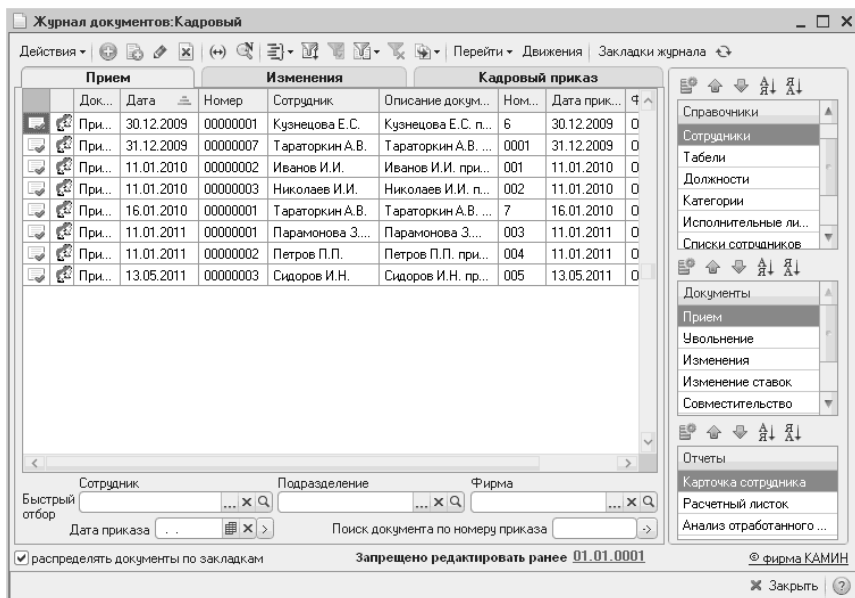 Журнал документов:Кадровый
Действия Перейти Движения Закладки журнала
Прием Изменения Кадровый приказ
Док... Дата Номер Сотрудник Описание докум... Ном... Дата прик... Ф
При... 30.12.2009 00000001 Кузнецова Е.С. Кузнецова Е.С. п... 6 30.12.2009 О
При... 31.12.2009 00000007 Тараторкин А.В. Тараторкин А.В. ... 0001 31.12.2009 О
При... 11.01.2010 00000002 Иванов И.И. Иванов И.И. при... 001 11.01.2010 О
При... 11.01.2010 00000003 Николаев И.И. Николаев И.И. п... 002 11.01.2010 О
При... 16.01.2010 00000001 Тараторкин А.В. Тараторкин А.В. ... 7 16.01.2010 О
При... 11.01.2011 00000001 Парамонова З.... Парамонова З.... 003 11.01.2011 О
При... 11.01.2011 00000002 Петров П.П. Петров П.П. при... 004 11.01.2011 О
При... 13.05.2011 00000003 Сидоров И.Н. Сидоров И.Н. пр... 005 13.05.2011 О
Справочники
Сотрудники
Табели
Должности
Категории
Исполнительные ли...
Списки сотрудников
Документы
Прием
Увольнение
Изменения
Изменение ставок
Совместительство
Отчеты
Карточка сотрудника
Расчетный листок
Анализ отработанного ...
Сотрудник Подразделение Фирма
Быстрый отбор
Дата приказа . . Поиск документа по номеру приказа
распределять документы по закладкам Запрещено редактировать ранее 01.01.0001 © фирма КАМИН
Закрыть